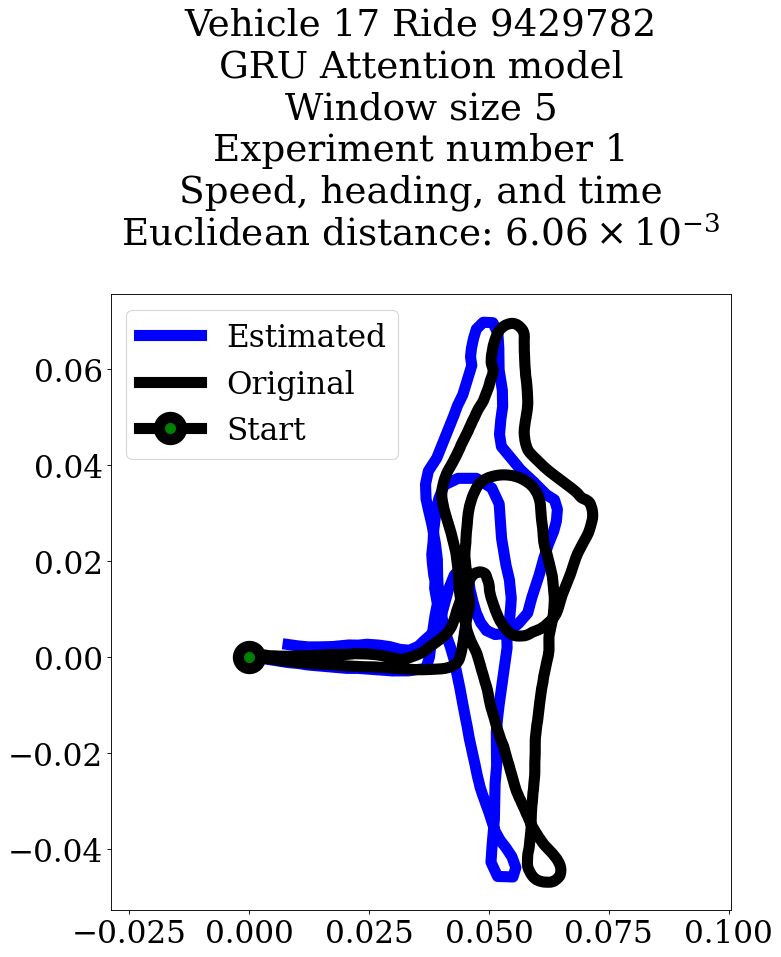 Vehicle 17 Ride 9429782
GRU Attention model
Window size 5
Experiment number 1
Speed, heading, and time
Euclidean distance: 6.06 × 10⁻³
Estimated
Original
Start
0.06
0.04
0.02
0.00
−0.02
−0.04
−0.025 0.000 0.025 0.050 0.075 0.100